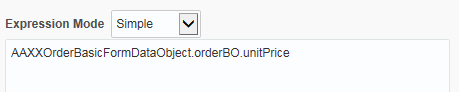 Expression Mode Simple
AAXXOrderBasicFormDataObject.orderBO.unitPrice